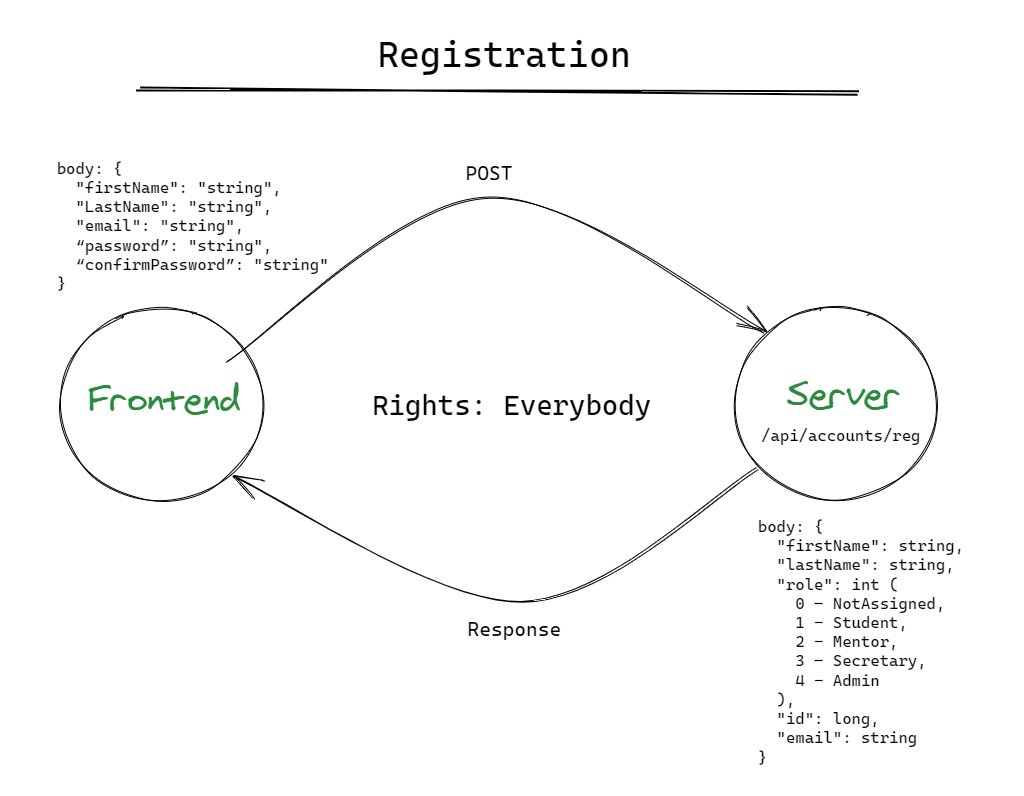 Registration
body: {
"firstName": "string",
"LastName": "string",
"email": "string",
“password”: "string",
“confirmPassword”: "string"
}
POST
Frontend
Rights: Everybody
Server
/api/accounts/reg
Response
body: {
"firstName": string,
"lastName": string,
"role": int (
0 - NotAssigned,
1 - Student,
2 - Mentor,
3 - Secretary,
4 - Admin
),
"id": long,
"email": string
}